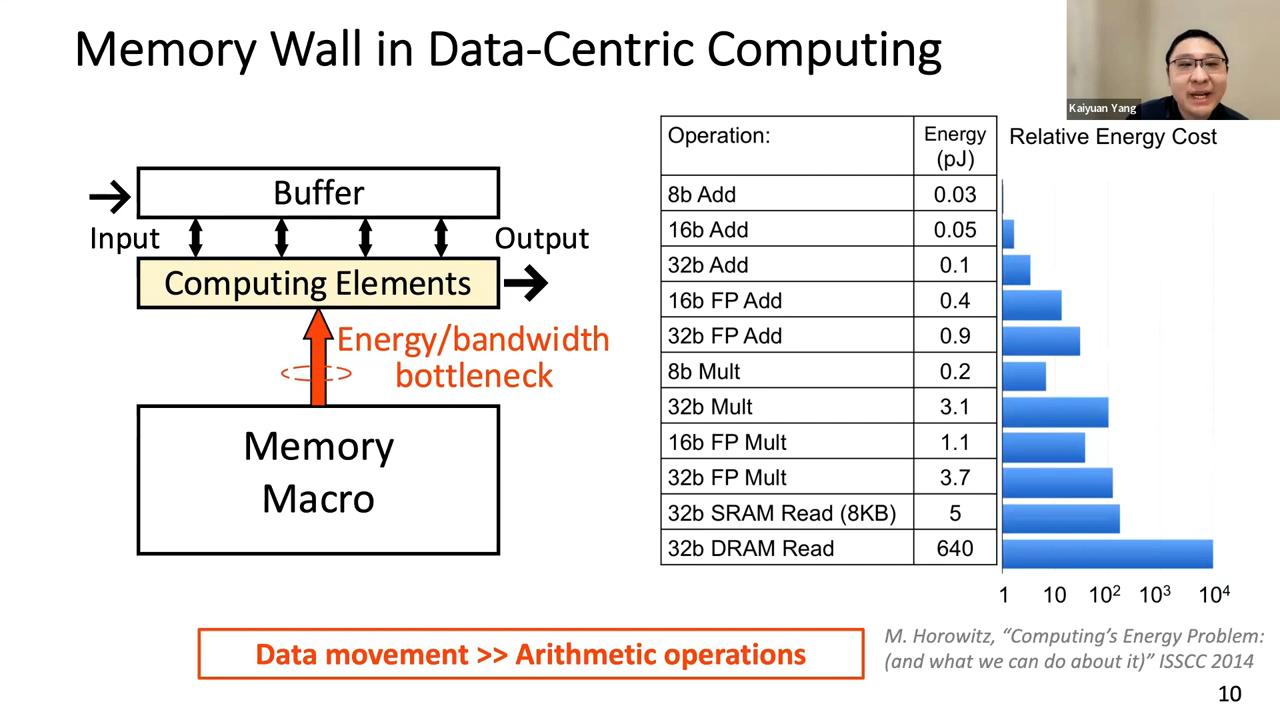 Memory Wall in Data-Centric Computing
Kaiyuan Yang
Buffer
Input
Output
Computing Elements
Energy/bandwidth
bottleneck
Memory
Macro
Operation: Energy (pJ) Relative Energy Cost
8b Add 0.03
16b Add 0.05
32b Add 0.1
16b FP Add 0.4
32b FP Add 0.9
8b Mult 0.2
32b Mult 3.1
16b FP Mult 1.1
32b FP Mult 3.7
32b SRAM Read (8KB) 5
32b DRAM Read 640
1 10 10² 10³ 10⁴
Data movement >> Arithmetic operations
M. Horowitz, “Computing’s Energy Problem:
(and what we can do about it)” ISSCC 2014
10